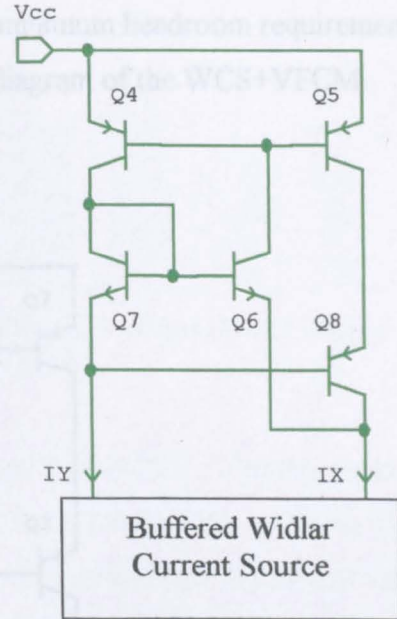 Vcc
Q4
Q5
Q7
Q6
Q8
IY
IX
Buffered Widlar
Current Source